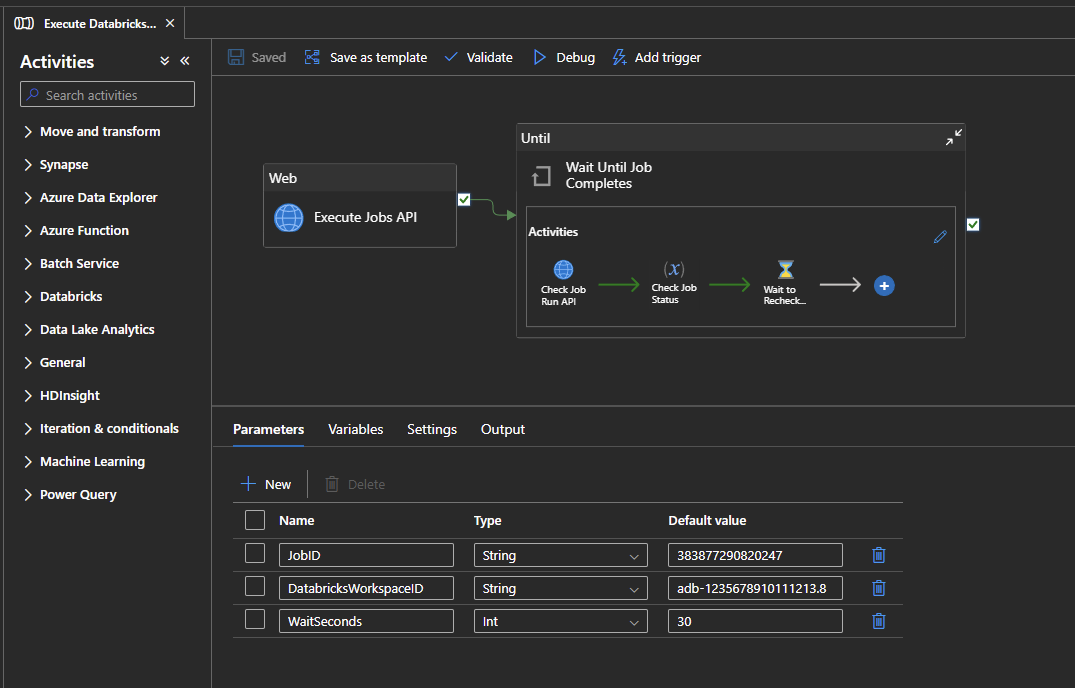 Execute Databricks...
Activities
Saved
Save as template
Validate
Debug
Add trigger
Search activities
Move and transform
Synapse
Azure Data Explorer
Azure Function
Batch Service
Databricks
Data Lake Analytics
General
HDInsight
Iteration & conditionals
Machine Learning
Power Query
Web
Execute Jobs API
Until
Wait Until Job
Completes
Activities
Check Job
Run API
(x)
Check Job
Status
Wait to
Recheck...
Parameters
Variables
Settings
Output
New
Delete
Name Type Default value
JobID String 383877290820247
DatabricksWorkspaceID String adb-1235678910111213.8
WaitSeconds Int 30